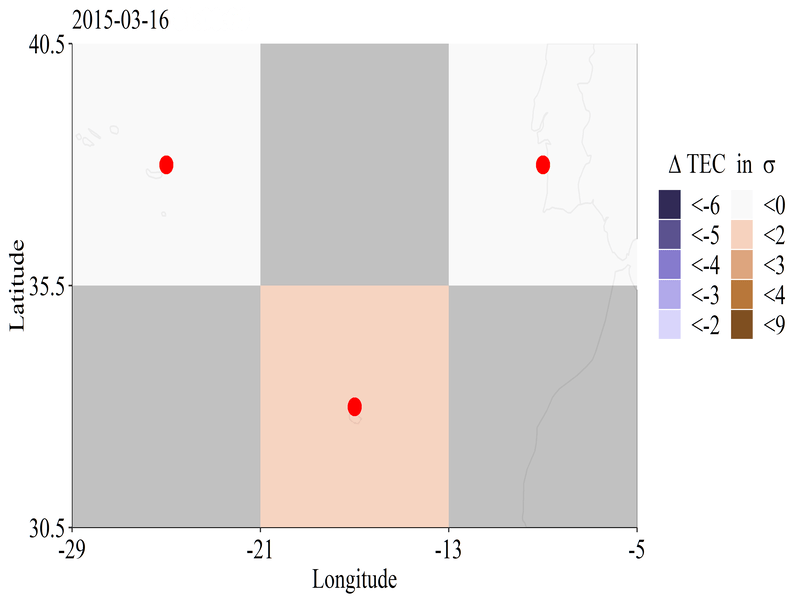 2015-03-16
40.5
35.5
30.5
Latitude
-29 -21 -13 -5
Longitude
Δ TEC in σ
<-6 <0
<-5 <2
<-4 <3
<-3 <4
<-2 <9